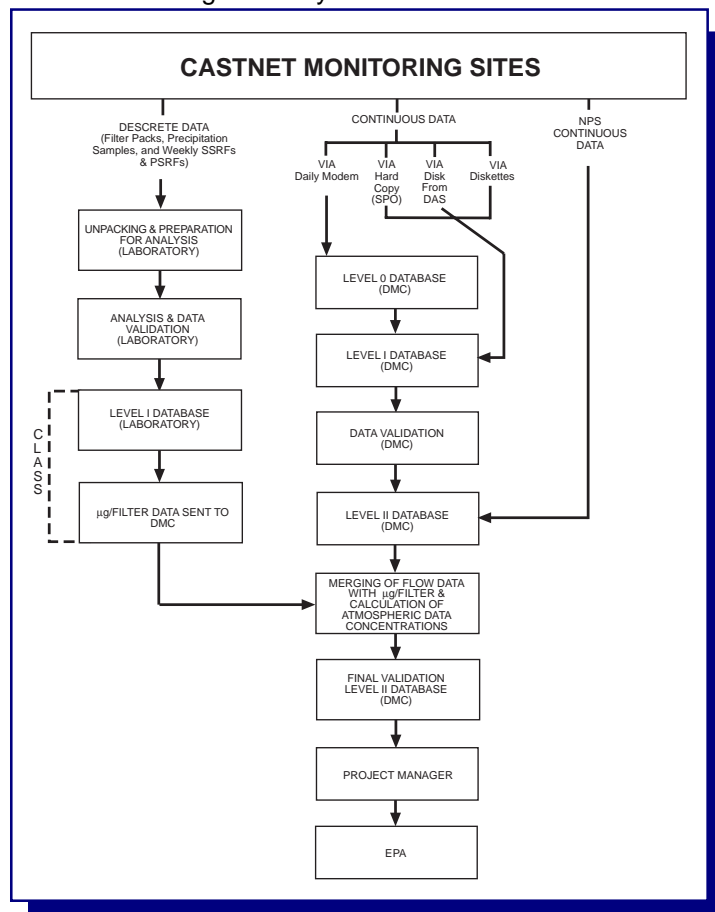 CASTNET MONITORING SITES
DESCRETE DATA
(Filter Packs, Precipitation
Samples, and Weekly SSRFs
& PSRFs)
CONTINUOUS DATA
NPS
CONTINUOUS
DATA
VIA
Daily Modem
VIA
Hard
Copy
(SPO)
VIA
Disk
From
DAS
VIA
Diskettes
UNPACKING & PREPARATION
FOR ANALYSIS
(LABORATORY)
ANALYSIS & DATA
VALIDATION
(LABORATORY)
CLASS
LEVEL I DATABASE
(LABORATORY)
µg/FILTER DATA SENT TO
DMC
LEVEL 0 DATABASE
(DMC)
LEVEL I DATABASE
(DMC)
DATA VALIDATION
(DMC)
LEVEL II DATABASE
(DMC)
MERGING OF FLOW DATA
WITH µg/FILTER &
CALCULATION OF
ATMOSPHERIC DATA
CONCENTRATIONS
FINAL VALIDATION
LEVEL II DATABASE
(DMC)
PROJECT MANAGER
EPA